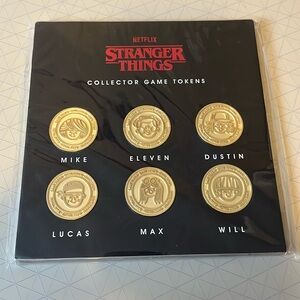 NETFLIX
STRANGER
THINGS
COLLECTOR GAME TOKENS
MIKE ELEVEN DUSTIN
LUCAS MAX WILL